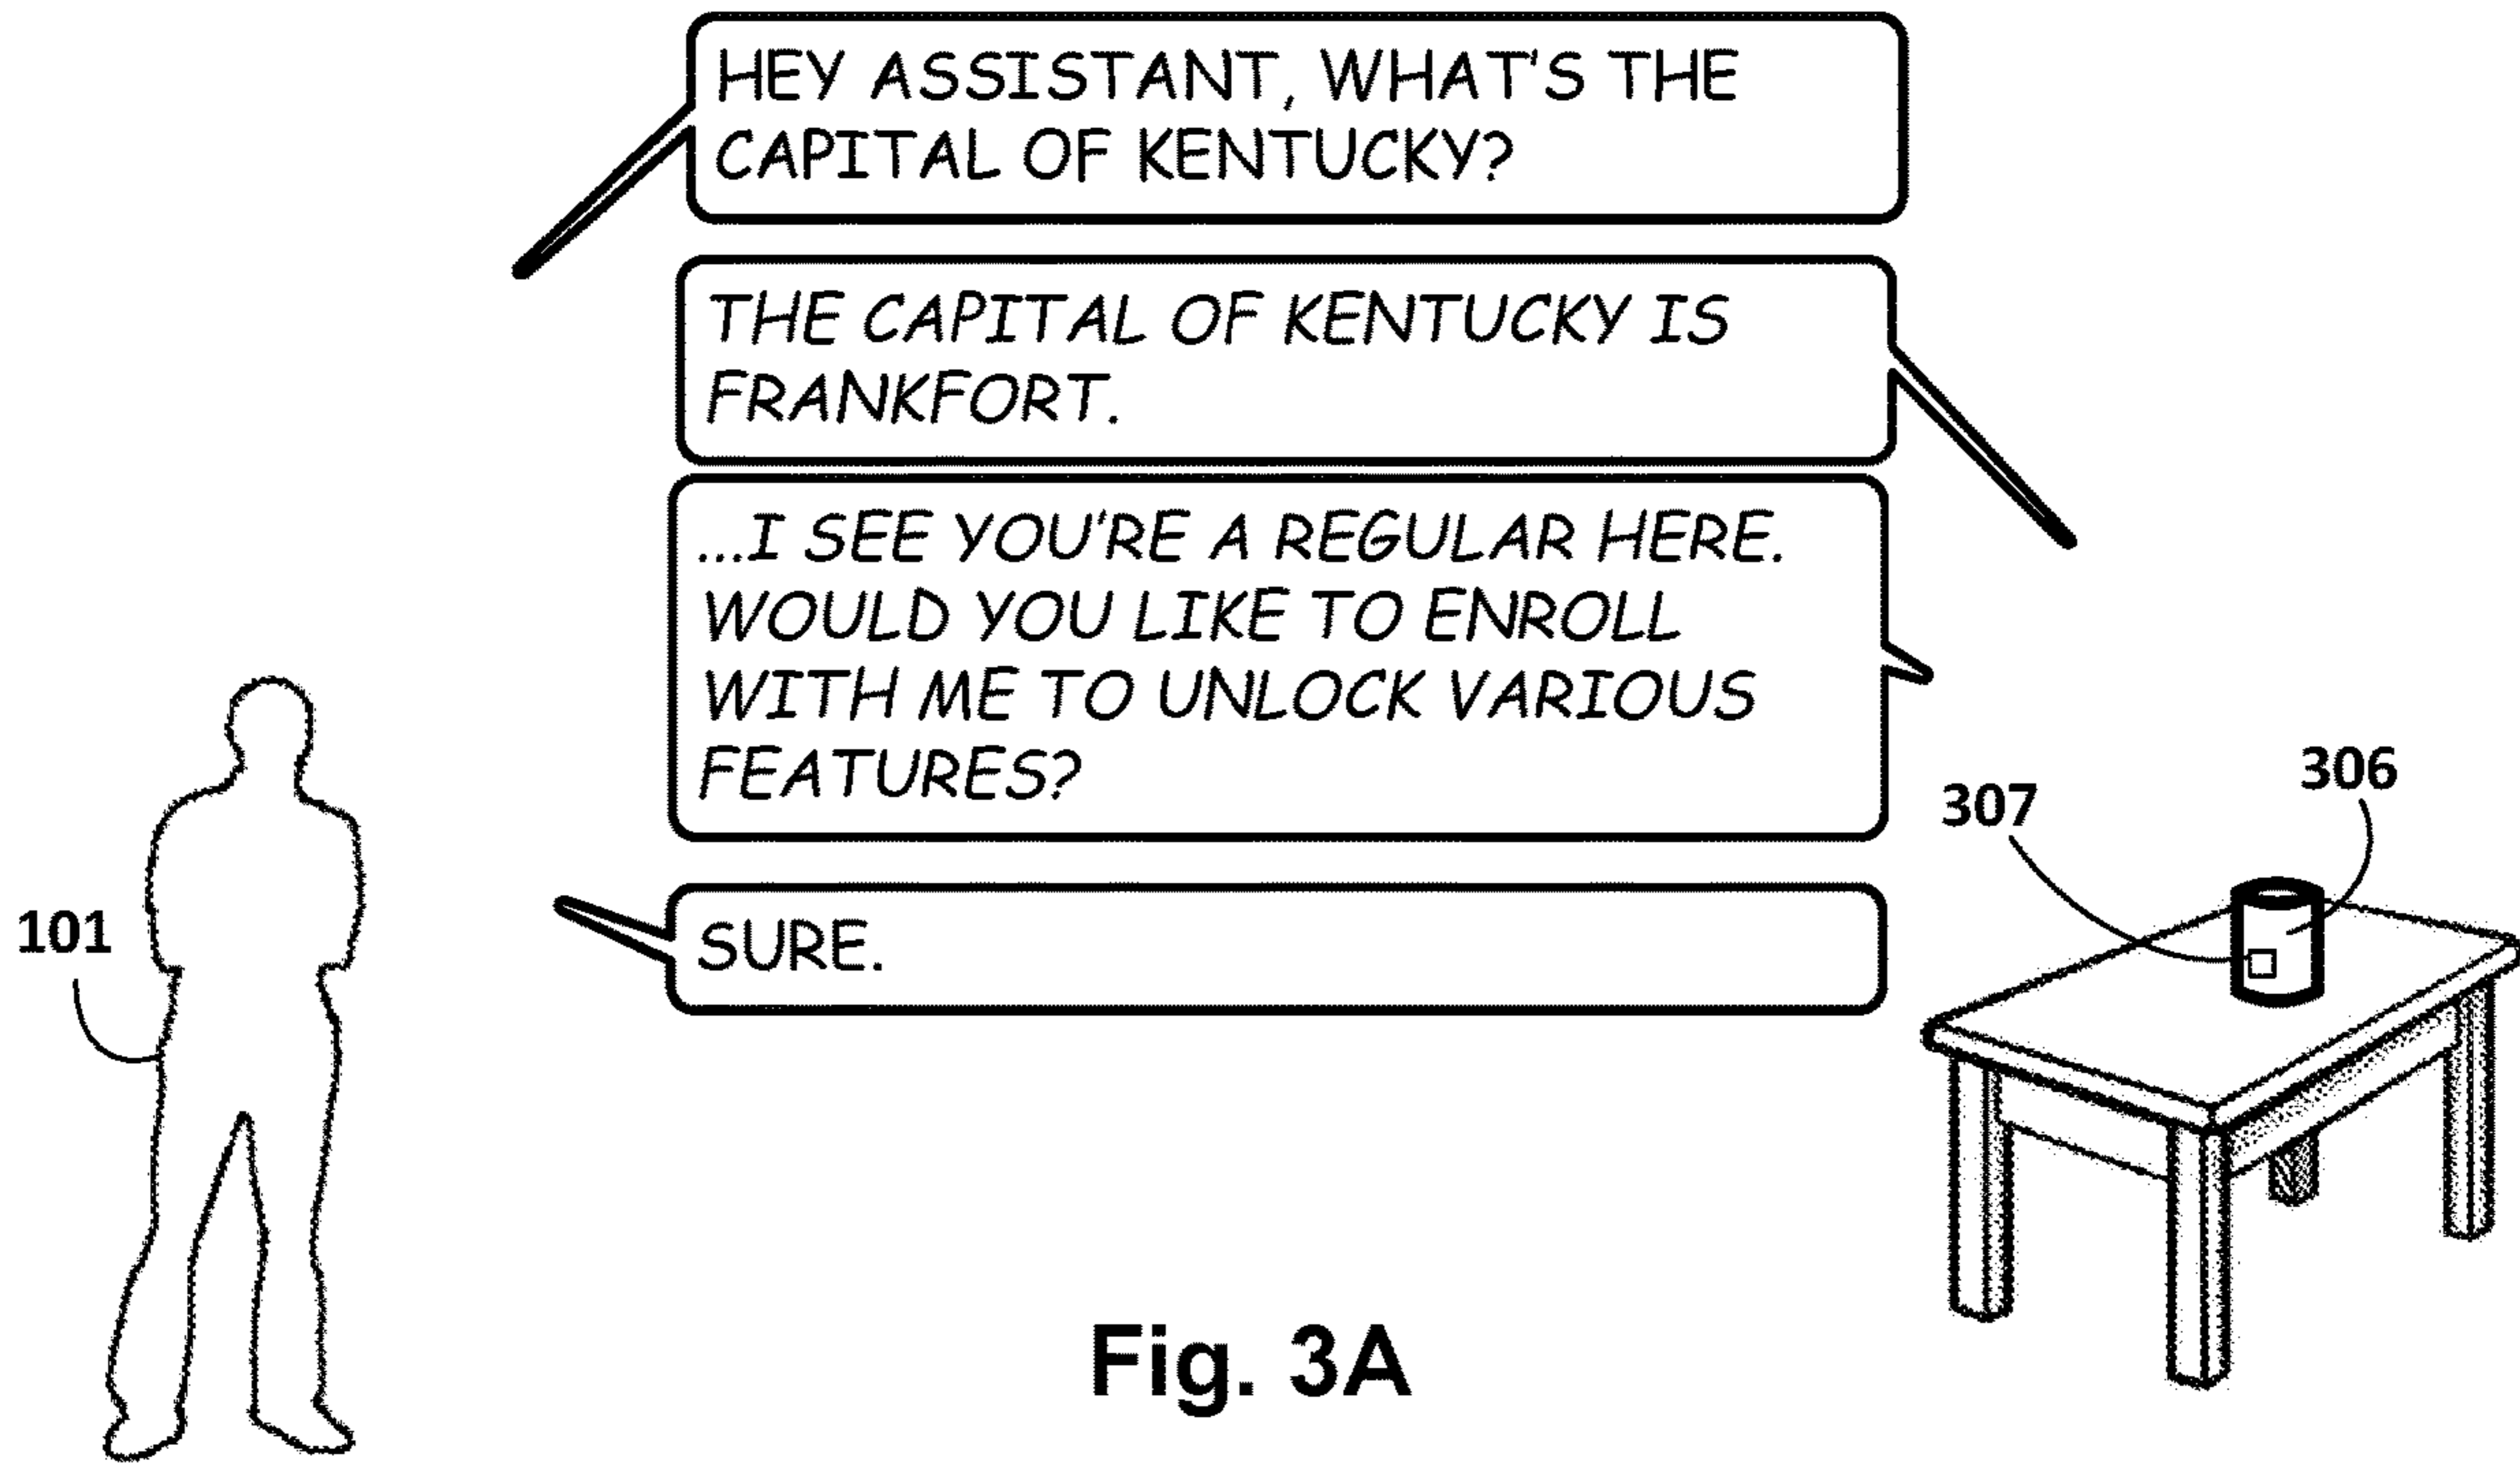 HEY ASSISTANT, WHAT'S THE
CAPITAL OF KENTUCKY?
THE CAPITAL OF KENTUCKY IS
FRANKFORT.
...I SEE YOU'RE A REGULAR HERE.
WOULD YOU LIKE TO ENROLL
WITH ME TO UNLOCK VARIOUS
FEATURES?
SURE.
101
307
306
Fig. 3A